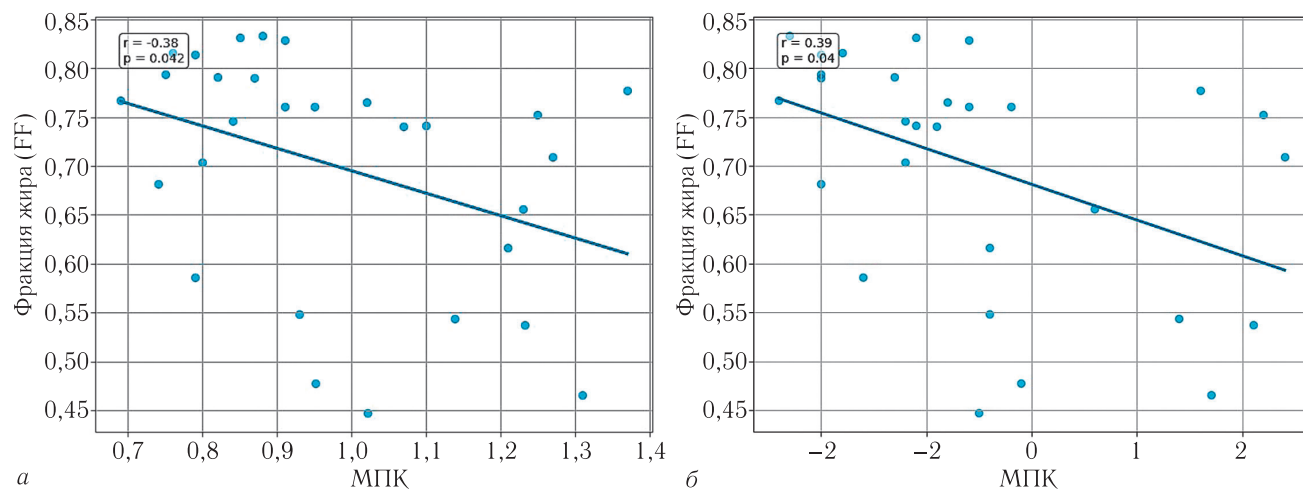 0,85
0,80
0,75
0,70
0,65
0,60
0,55
0,50
0,45
Фракция жира (FF)
r = -0.38
p = 0.042
0,7 0,8 0,9 1,0 1,1 1,2 1,3 1,4
МПК
а
0,85
0,80
0,75
0,70
0,65
0,60
0,55
0,50
0,45
Фракция жира (FF)
r = 0.39
p = 0.04
−2 −2 0 1 2
МПК
б